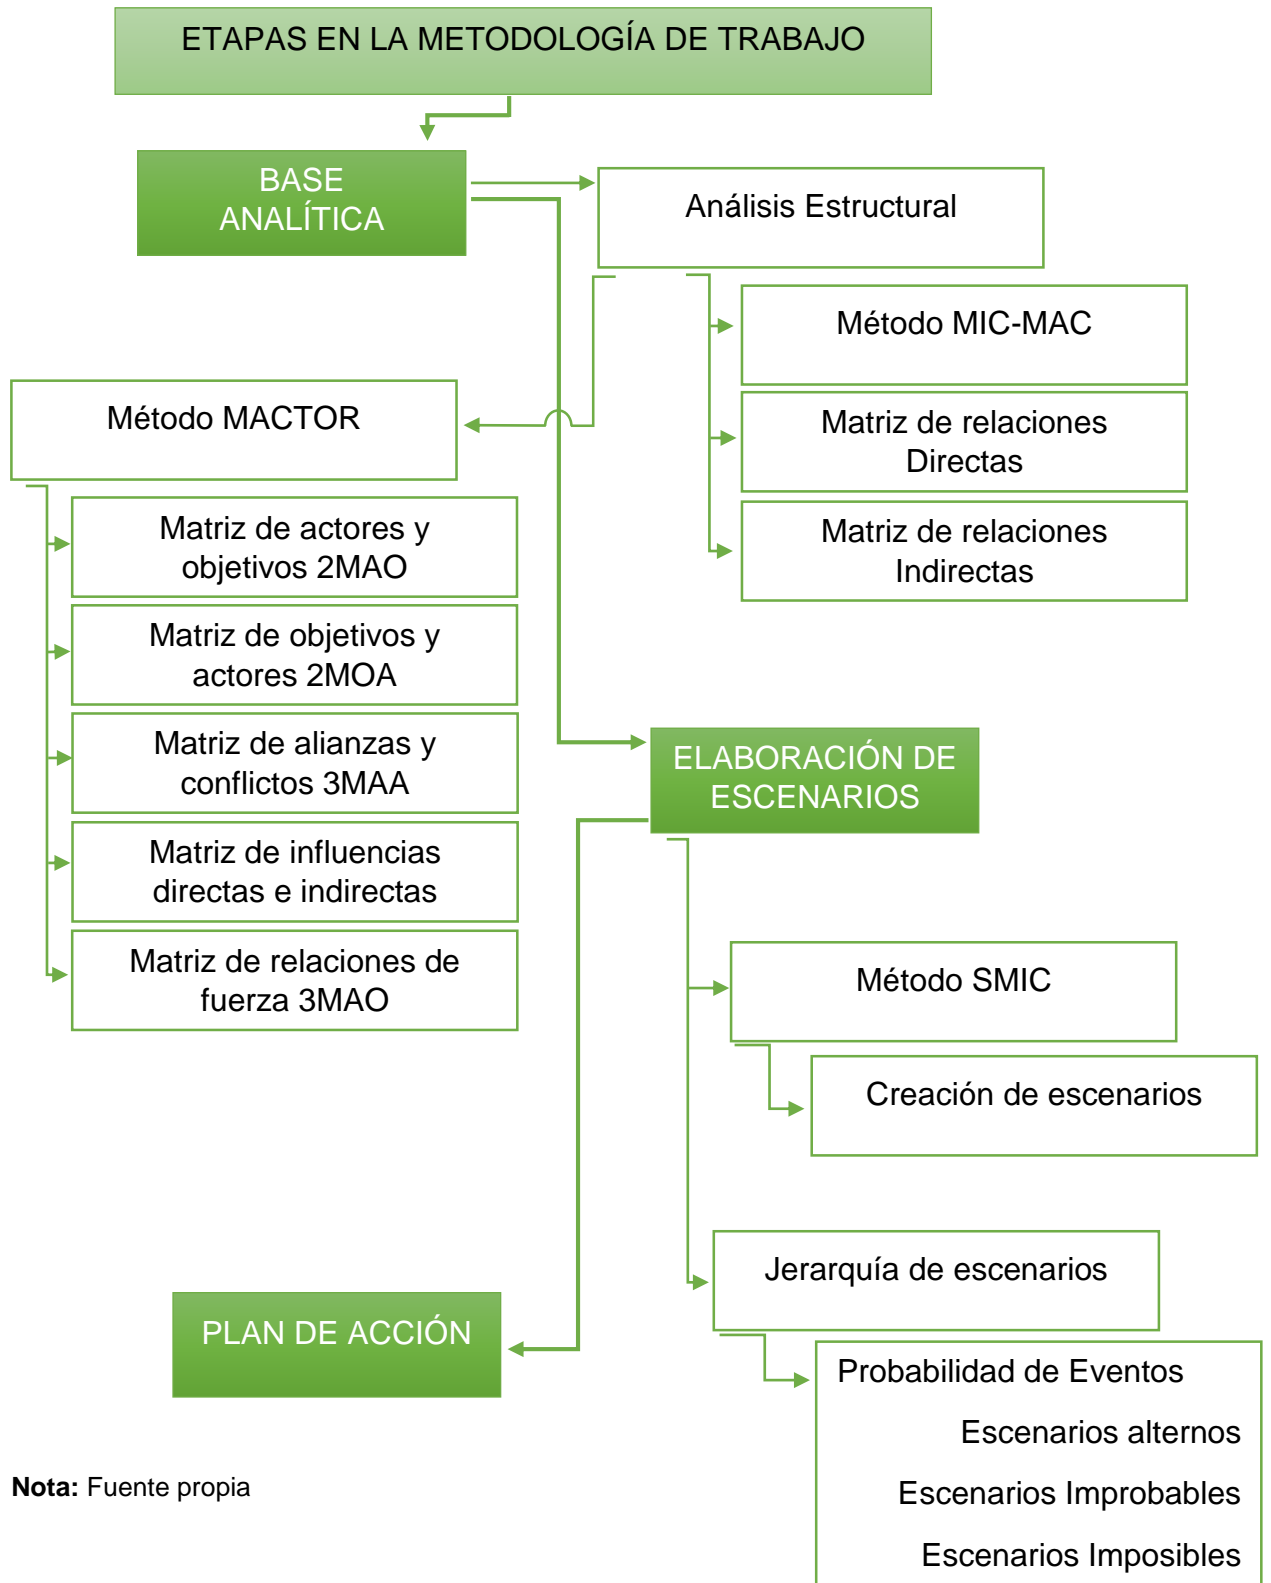 ETAPAS EN LA METODOLOGÍA DE TRABAJO
BASE
ANALÍTICA
Análisis Estructural
Método MIC-MAC
Matriz de relaciones
Directas
Matriz de relaciones
Indirectas
Método MACTOR
Matriz de actores y
objetivos 2MAO
Matriz de objetivos y
actores 2MOA
Matriz de alianzas y
conflictos 3MAA
Matriz de influencias
directas e indirectas
Matriz de relaciones de
fuerza 3MAO
ELABORACIÓN DE
ESCENARIOS
Método SMIC
Creación de escenarios
Jerarquía de escenarios
Probabilidad de Eventos
Escenarios alternos
Escenarios Improbables
Escenarios Imposibles
PLAN DE ACCIÓN
Nota: Fuente propia